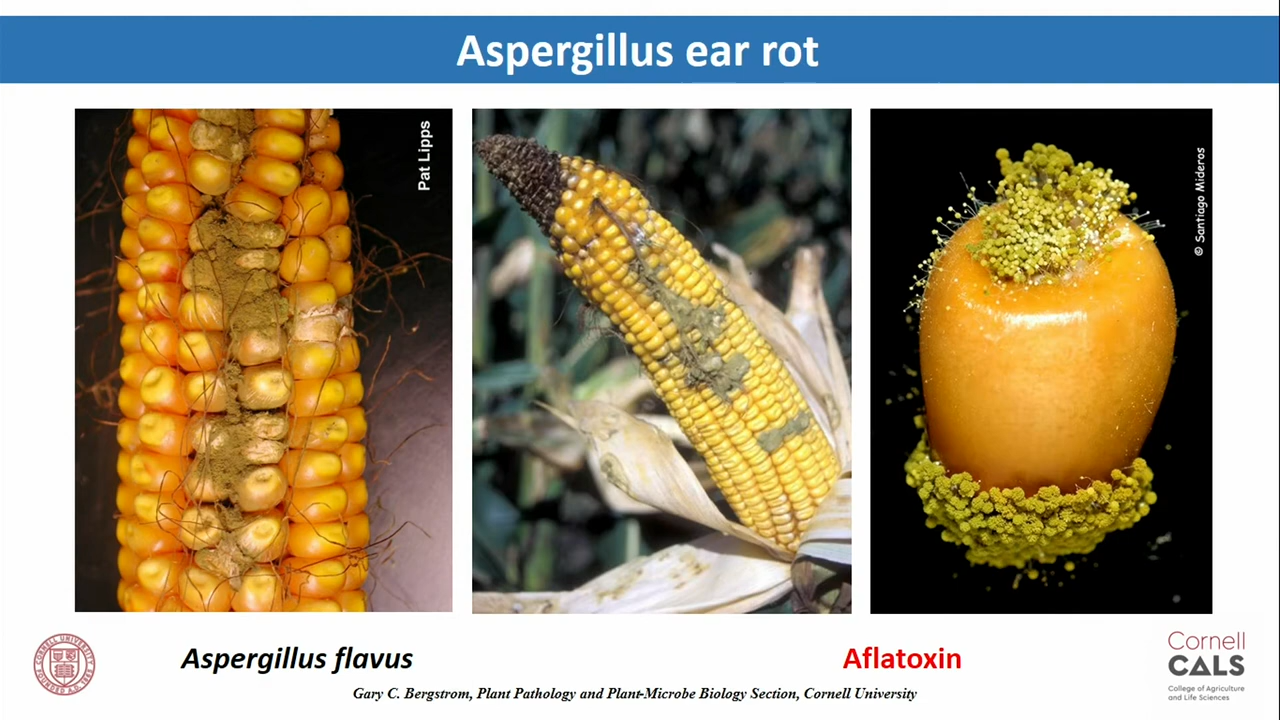 Aspergillus ear rot
Pat Lipps
© Santiago Mideros
Aspergillus flavus
Aflatoxin
Gary C. Bergstrom, Plant Pathology and Plant-Microbe Biology Section, Cornell University
Cornell
CALS
College of Agriculture
and Life Sciences